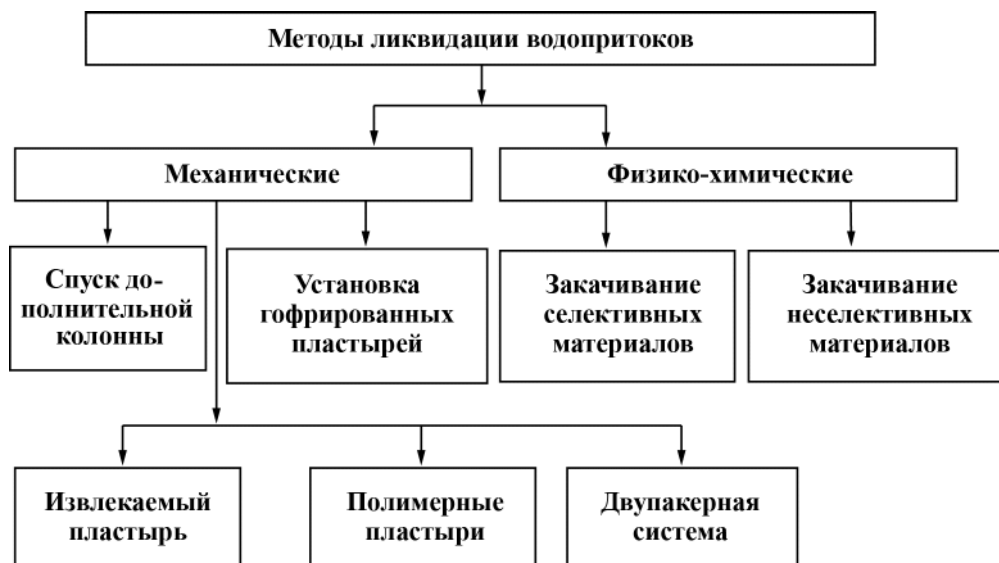 Методы ликвидации водопритоков
Механические
Физико-химические
Спуск до-
полнительной
колонны
Установка
гофрированных
пластырей
Закачивание
селективных
материалов
Закачивание
неселективных
материалов
Извлекаемый
пластырь
Полимерные
пластыри
Двупакерная
система